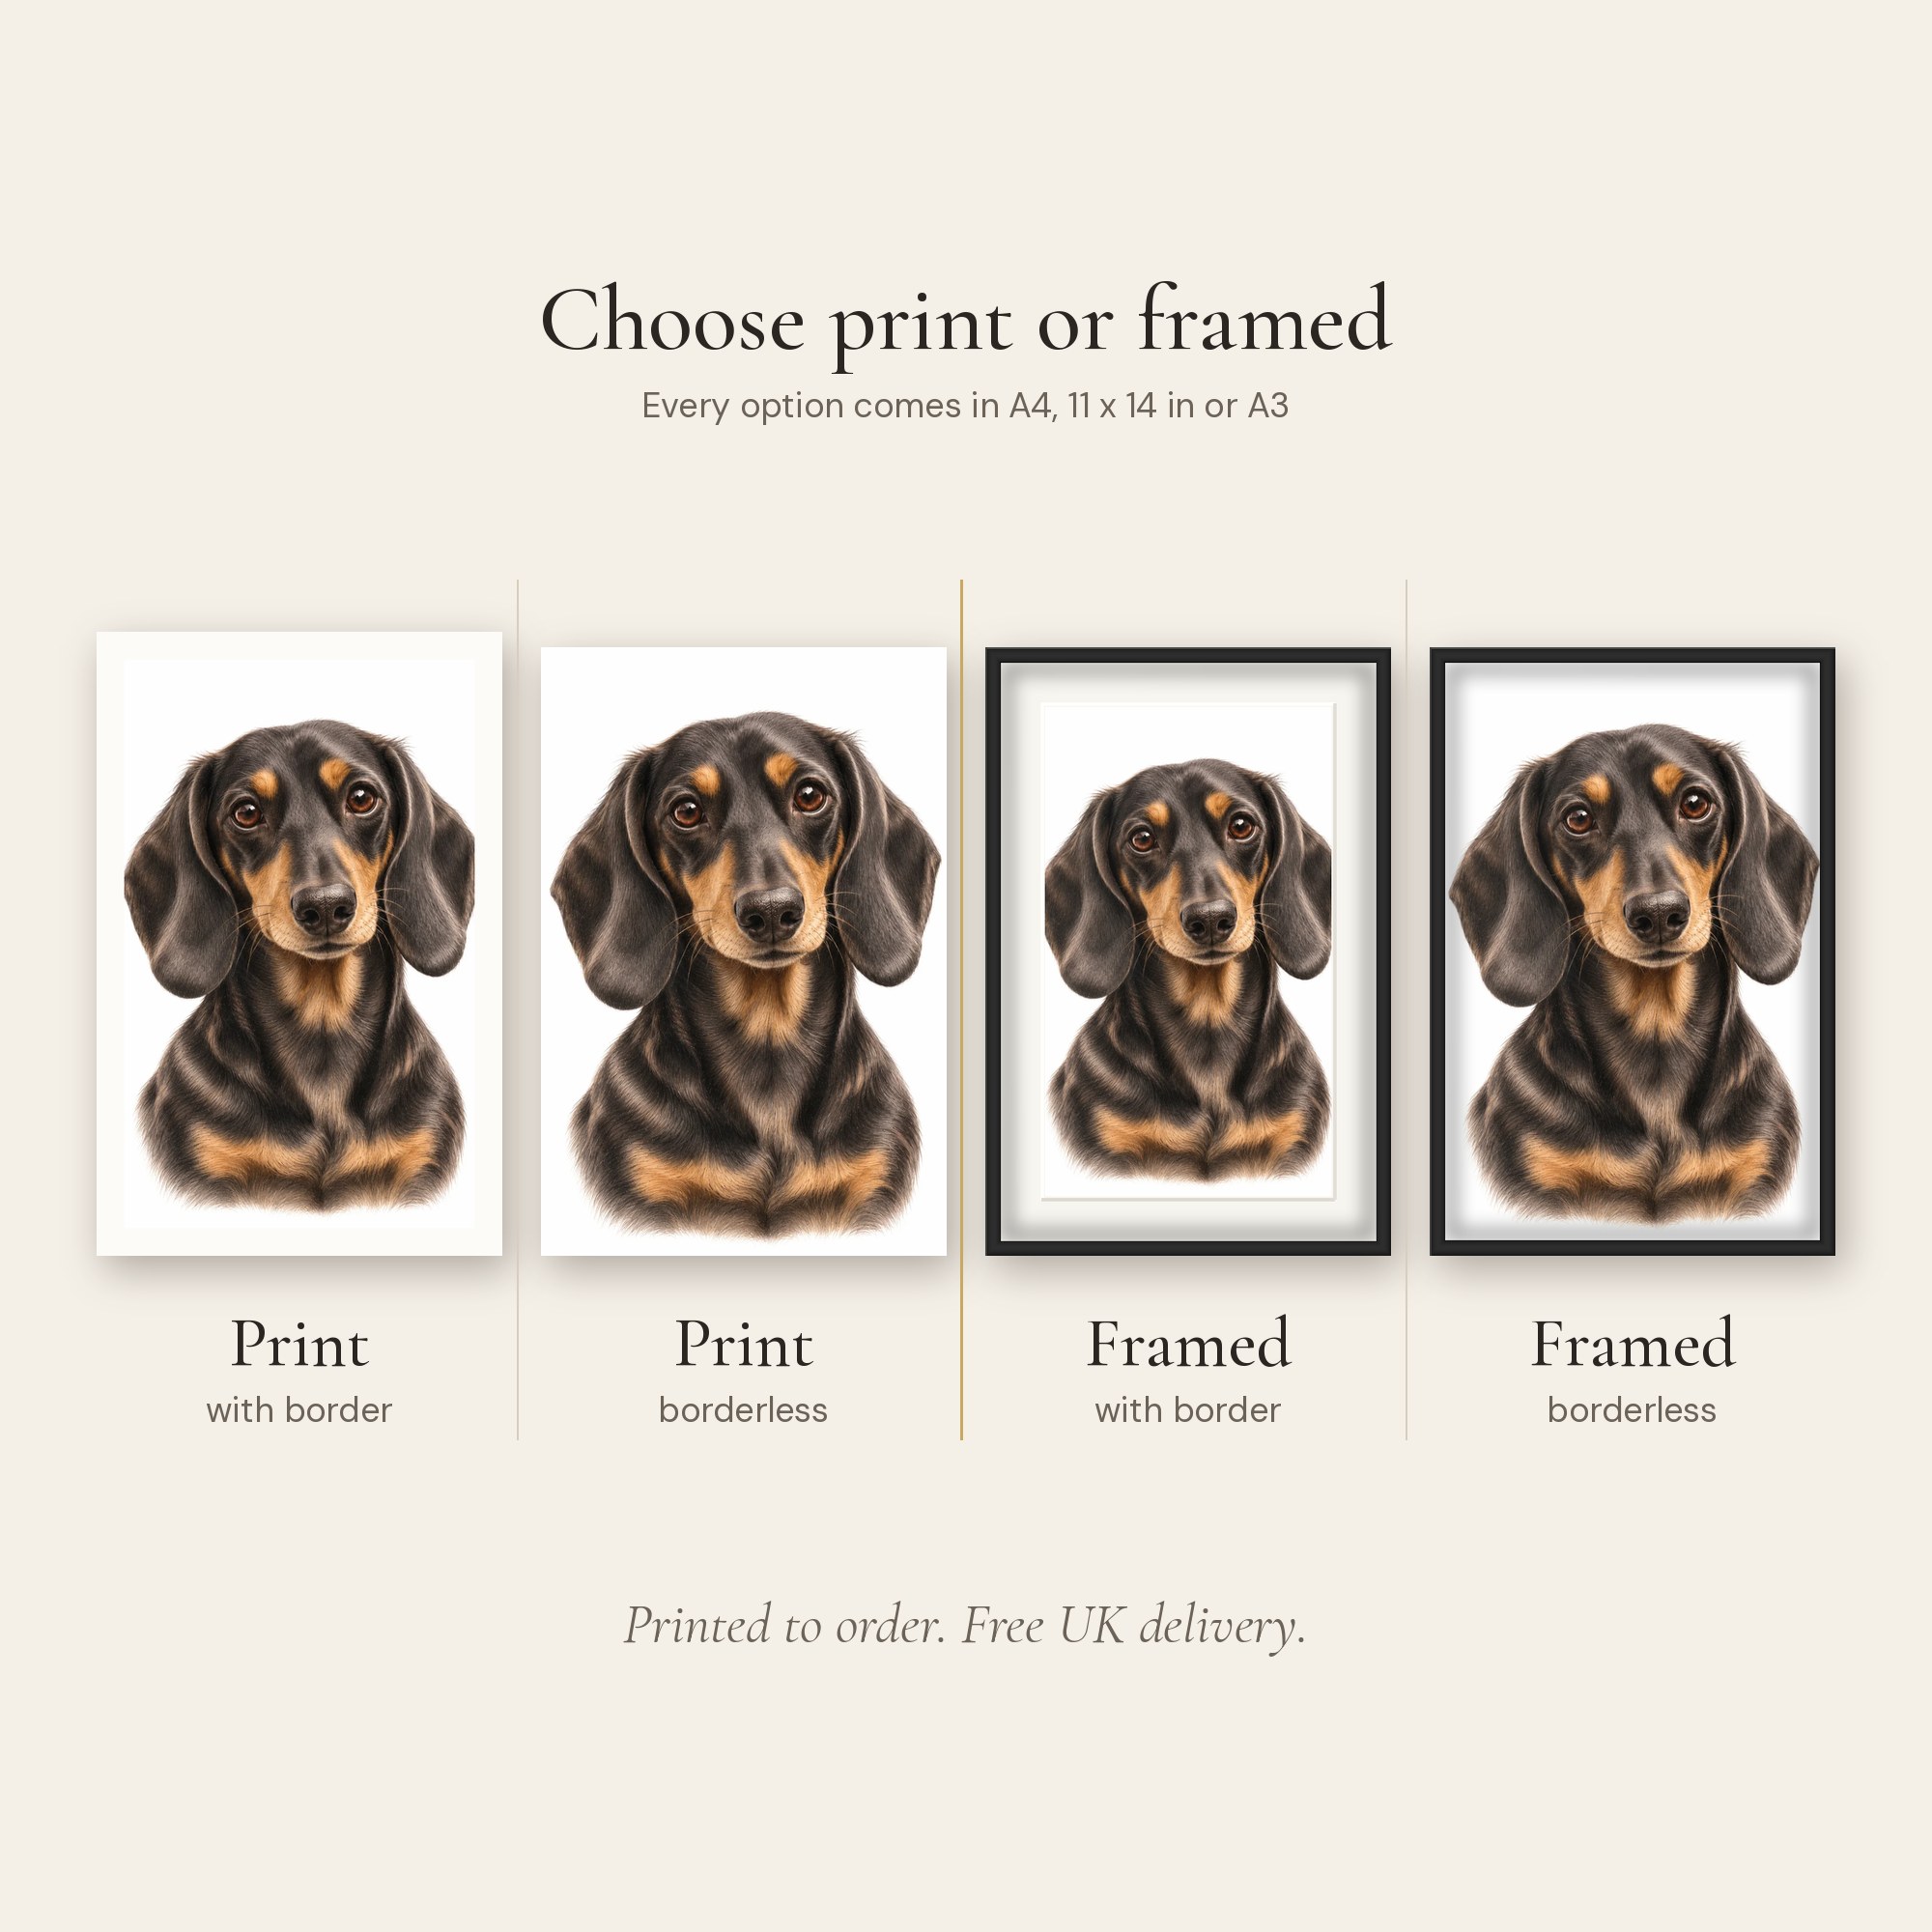 Choose print or framed
Every option comes in A4, 11 x 14 in or A3
Print
with border
Print
borderless
Framed
with border
Framed
borderless
Printed to order. Free UK delivery.